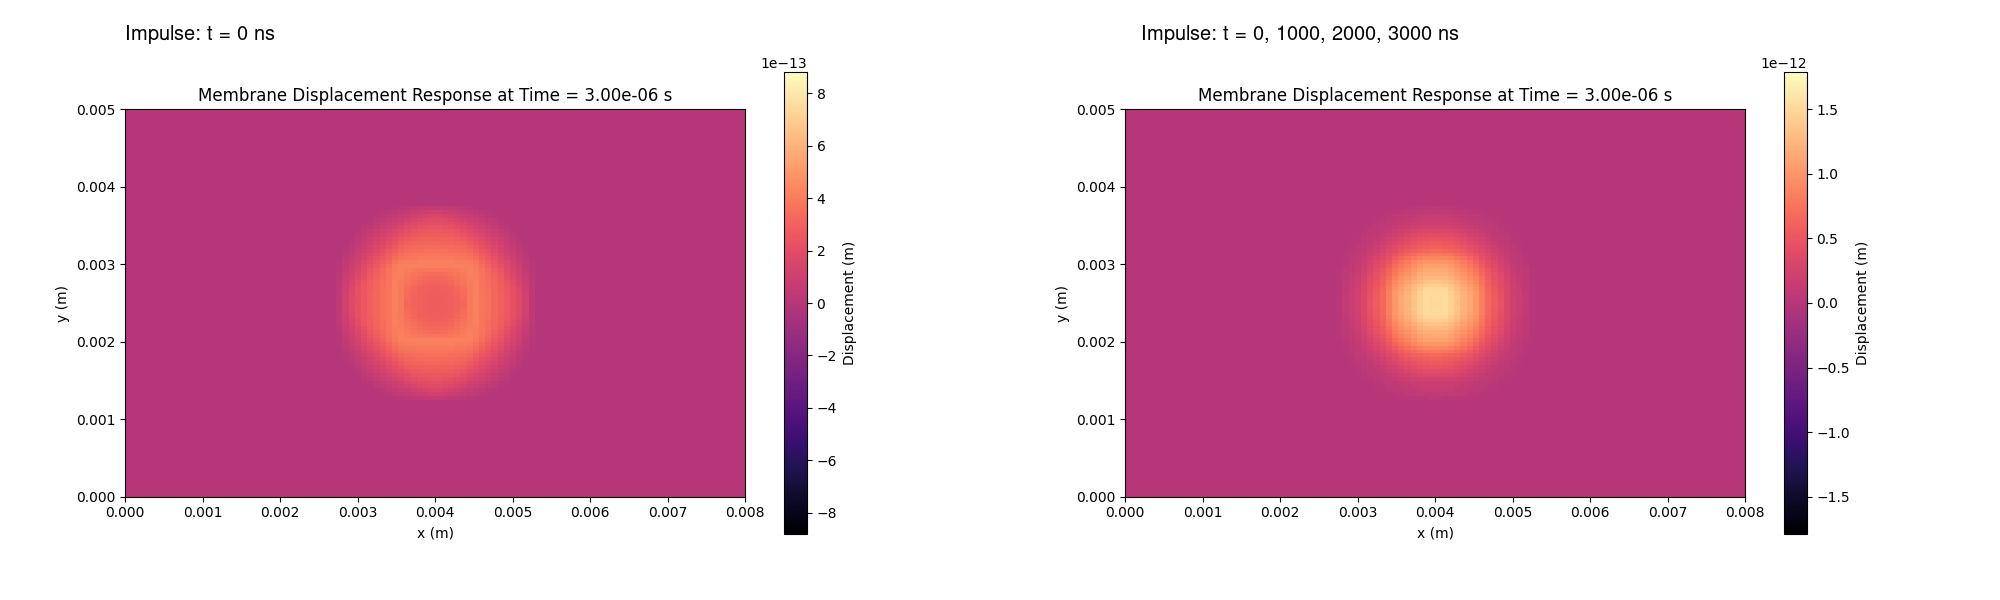 Impulse: t = 0 ns
1e−13
Membrane Displacement Response at Time = 3.00e-06 s
0.005
0.004
0.003
0.002
0.001
0.000
y (m)
0.000 0.001 0.002 0.003 0.004 0.005 0.006 0.007 0.008
x (m)
8
6
4
2
0
−2
−4
−6
−8
Displacement (m)
Impulse: t = 0, 1000, 2000, 3000 ns
1e−12
Membrane Displacement Response at Time = 3.00e-06 s
0.005
0.004
0.003
0.002
0.001
0.000
y (m)
0.000 0.001 0.002 0.003 0.004 0.005 0.006 0.007 0.008
x (m)
1.5
1.0
0.5
0.0
−0.5
−1.0
−1.5
Displacement (m)